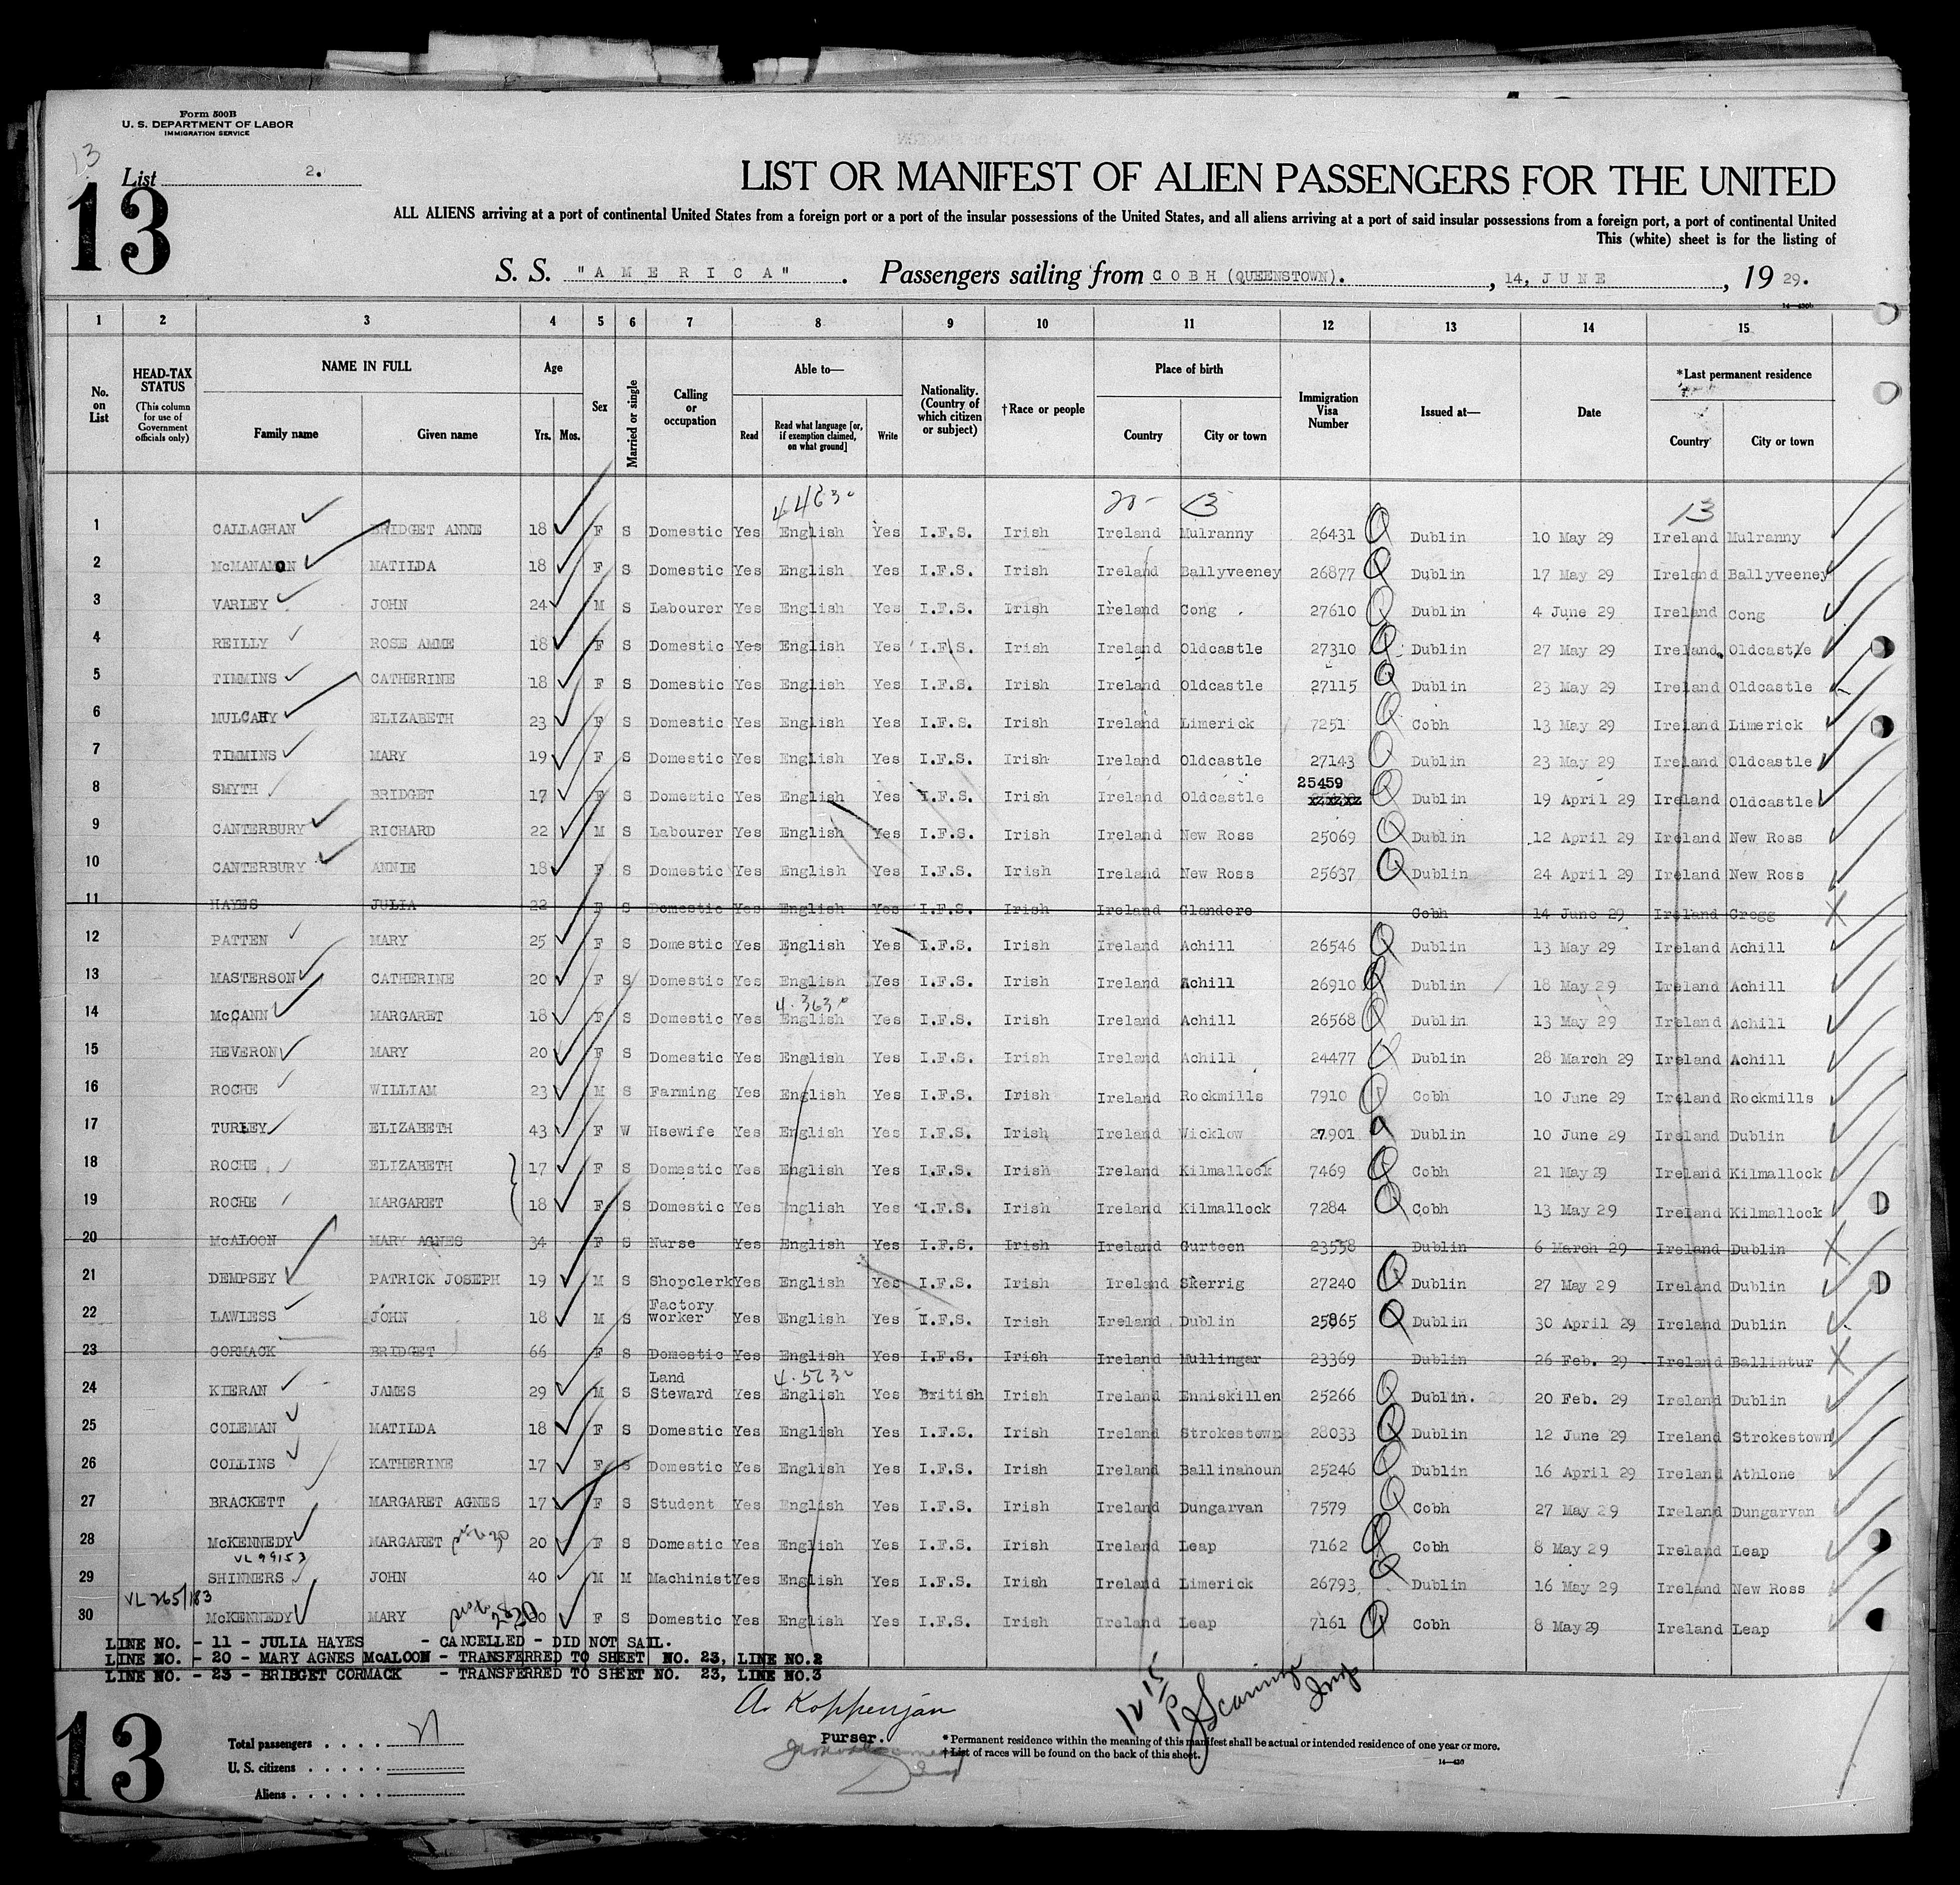 Form 500B
U. S. DEPARTMENT OF LABOR
IMMIGRATION SERVICE
13
List 2.
13
LIST OR MANIFEST OF ALIEN PASSENGERS FOR THE UNITED
ALL ALIENS arriving at a port of continental United States from a foreign port or a port of the insular possessions of the United States, and all aliens arriving at a port of said insular possessions from a foreign port, a port of continental United
This (white) sheet is for the listing of
S. S. "AMERICA". Passengers sailing from COBH (QUEENSTOWN)., 14, JUNE, 19 29.
1 2 3 4 5 6 7 8 9 10 11 12 13 14 15
No. on List HEAD-TAX STATUS (This column for use of Government officials only) NAME IN FULL Family name Given name Age Yrs. Mos. Sex Married or single Calling or occupation Able to— Read Read what language [or, if exemption claimed, on what ground] Write Nationality. (Country of which citizen or subject) †Race or people Place of birth Country City or town Immigration Visa Number Issued at— Date *Last permanent residence Country City or town
13 13
1 CALLAGHAN BRIDGET ANNE 18 F S Domestic Yes English Yes I.F.S. Irish Ireland Mulranny 26431 Dublin 10 May 29 Ireland Mulranny
2 McMANAMON MATILDA 18 F S Domestic Yes English Yes I.F.S. Irish Ireland Ballyveeney 26877 Dublin 17 May 29 Ireland Ballyveeney
3 VARLEY JOHN 24 M S Labourer Yes English Yes I.F.S. Irish Ireland Cong 27610 Dublin 4 June 29 Ireland Cong
4 REILLY ROSE AMME 18 F S Domestic Yes English Yes I.F.S. Irish Ireland Oldcastle 27310 Dublin 27 May 29 Ireland Oldcastle
5 TIMMINS CATHERINE 18 F S Domestic Yes English Yes I.F.S. Irish Ireland Oldcastle 27115 Dublin 23 May 29 Ireland Oldcastle
6 MULCAHY ELIZABETH 23 F S Domestic Yes English Yes I.F.S. Irish Ireland Limerick 7251 Cobh 13 May 29 Ireland Limerick
7 TIMMINS MARY 19 F S Domestic Yes English Yes I.F.S. Irish Ireland Oldcastle 27143 Dublin 23 May 29 Ireland Oldcastle
8 SMYTH BRIDGET 17 F S Domestic Yes English Yes I.F.S. Irish Ireland Oldcastle 25459 Dublin 19 April 29 Ireland Oldcastle
9 CANTERBURY RICHARD 22 M S Labourer Yes English Yes I.F.S. Irish Ireland New Ross 25069 Dublin 12 April 29 Ireland New Ross
10 CANTERBURY ANNIE 18 F S Domestic Yes English Yes I.F.S. Irish Ireland New Ross 25637 Dublin 24 April 29 Ireland New Ross
11 HAYES JULIA 22 F S Domestic Yes English Yes I.F.S. Irish Ireland Glandore Cobh 14 June 29 Ireland Cregg
12 PATTEN MARY 25 F S Domestic Yes English Yes I.F.S. Irish Ireland Achill 26546 Dublin 13 May 29 Ireland Achill
13 MASTERSON CATHERINE 20 F S Domestic Yes English Yes I.F.S. Irish Ireland Achill 26910 Dublin 18 May 29 Ireland Achill
14 McCANN MARGARET 18 F S Domestic Yes English Yes I.F.S. Irish Ireland Achill 26568 Dublin 13 May 29 Ireland Achill
15 HEVERON MARY 20 F S Domestic Yes English Yes I.F.S. Irish Ireland Achill 24477 Dublin 28 March 29 Ireland Achill
16 ROCHE WILLIAM 23 M S Farming Yes English Yes I.F.S. Irish Ireland Rockmills 7910 Cobh 10 June 29 Ireland Rockmills
17 TURLEY ELIZABETH 43 F W Hsewife Yes English Yes I.F.S. Irish Ireland Wicklow 27901 Dublin 10 June 29 Ireland Dublin
18 ROCHE ELIZABETH 17 F S Domestic Yes English Yes I.F.S. Irish Ireland Kilmallock 7469 Cobh 21 May 29 Ireland Kilmallock
19 ROCHE MARGARET 18 F S Domestic Yes English Yes I.F.S. Irish Ireland Kilmallock 7284 Cobh 13 May 29 Ireland Kilmallock
20 McALOON MARY AGNES 34 F S Nurse Yes English Yes I.F.S. Irish Ireland Gurteen 23558 Dublin 6 March 29 Ireland Dublin
21 DEMPSEY PATRICK JOSEPH 19 M S Shopclerk Yes English Yes I.F.S. Irish Ireland Skerrig 27240 Dublin 27 May 29 Ireland Dublin
22 LAWLESS JOHN 18 M S Factory worker Yes English Yes I.F.S. Irish Ireland Dublin 25865 Dublin 30 April 29 Ireland Dublin
23 CORMACK BRIDGET 66 F S Domestic Yes English Yes I.F.S. Irish Ireland Mullingar 23369 Dublin 26 Feb. 29 Ireland Ballintur
24 KIERAN JAMES 29 M S Land Steward Yes English Yes British Irish Ireland Enniskillen 25266 Dublin. 20 Feb. 29 Ireland Dublin
25 COLEMAN MATILDA 18 F S Domestic Yes English Yes I.F.S. Irish Ireland Strokestown 28033 Dublin 12 June 29 Ireland Strokestown
26 COLLINS KATHERINE 17 F S Domestic Yes English Yes I.F.S. Irish Ireland Ballinahoun 25246 Dublin 16 April 29 Ireland Athlone
27 BRACKETT MARGARET AGNES 17 F S Student Yes English Yes I.F.S. Irish Ireland Dungarvan 7579 Cobh 27 May 29 Ireland Dungarvan
28 McKENNEDY MARGARET 20 F S Domestic Yes English Yes I.F.S. Irish Ireland Leap 7162 Cobh 8 May 29 Ireland Leap
VL 99153
29 SHINNERS JOHN 40 M M Machinist Yes English Yes I.F.S. Irish Ireland Limerick 26793 Dublin 16 May 29 Ireland New Ross
VL 265/183
30 McKENNEDY MARY F S Domestic Yes English Yes I.F.S. Irish Ireland Leap 7161 Cobh 8 May 29 Ireland Leap
LINE NO. - 11 - JULIA HAYES - CANCELLED - DID NOT SAIL.
LINE NO. - 20 - MARY AGNES McALOON - TRANSFERRED TO SHEET NO. 23, LINE NO.2
LINE NO. - 23 - BRIDGET CORMACK - TRANSFERRED TO SHEET NO. 23, LINE NO.3
A. Koppenjan
Purser.
13
Total passengers
U. S. citizens
Aliens
* Permanent residence within the meaning of this manifest shall be actual or intended residence of one year or more.
† List of races will be found on the back of this sheet.